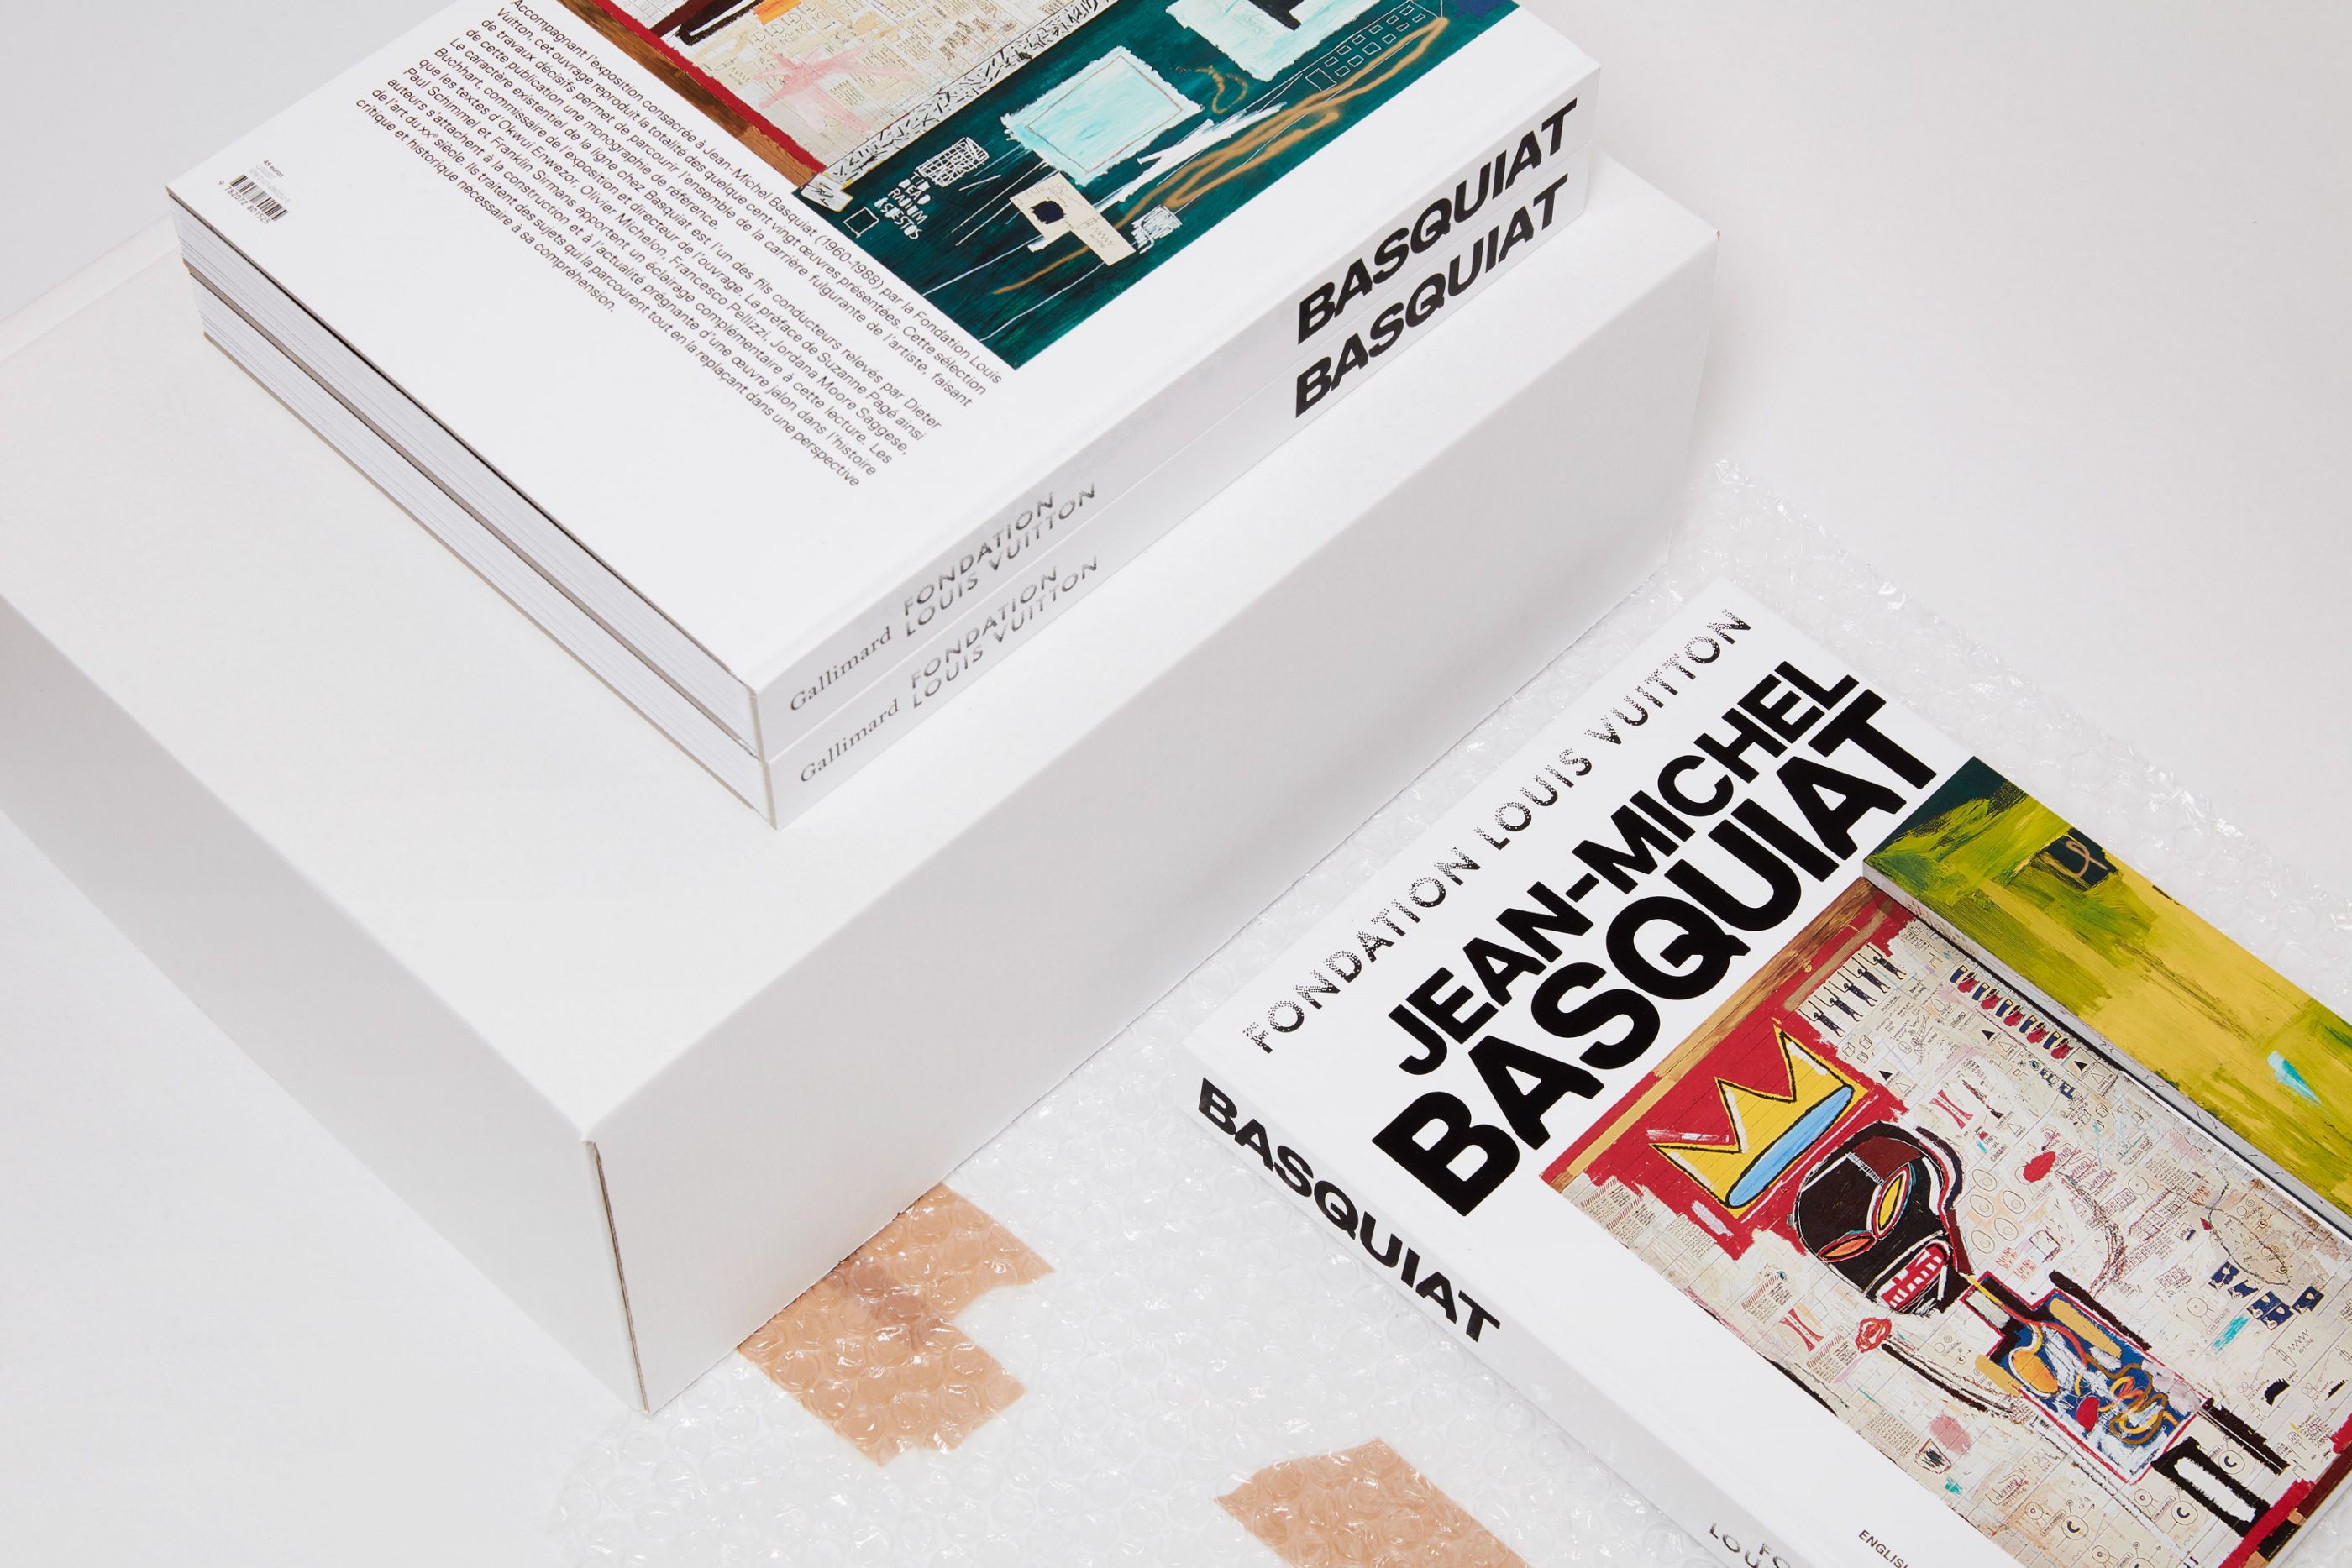 Accompagnant l'exposition consacrée à Jean-Michel Basquiat (1960-1988) par la Fondation Louis
Vuitton, cet ouvrage reproduit la totalité des quelque cent vingt œuvres présentées. Cette sélection
de travaux décisifs permet de parcourir l'ensemble de la carrière fulgurante de l'artiste, faisant
de cette publication une monographie de référence.
Le caractère existentiel de la ligne chez Basquiat est l'un des fils conducteurs relevés par Dieter
Buchhart, commissaire de l'exposition et directeur de l'ouvrage. La préface de Suzanne Pagé ainsi
que les textes d'Okwui Enwezor, Olivier Michelon, Francesco Pellizzi, Jordana Moore Saggese,
Paul Schimmel et Franklin Sirmans apportent un éclairage complémentaire à cette lecture. Les
auteurs s'attachent à la construction et à l'actualité prégnante d'une œuvre jalon dans l'histoire
de l'art du XXe siècle. Ils traitent des sujets qui la parcourent tout en la replaçant dans une perspective
critique et historique nécessaire à sa compréhension.
45 euros
DEAD
RADIUM
ASBESTOS
BASQUIAT
FONDATION
LOUIS VUITTON
Gallimard
BASQUIAT
FONDATION
LOUIS VUITTON
Gallimard
FONDATION LOUIS VUITTON
JEAN-MICHEL
BASQUIAT
BASQUIAT
FO
LOU
ENGLISH